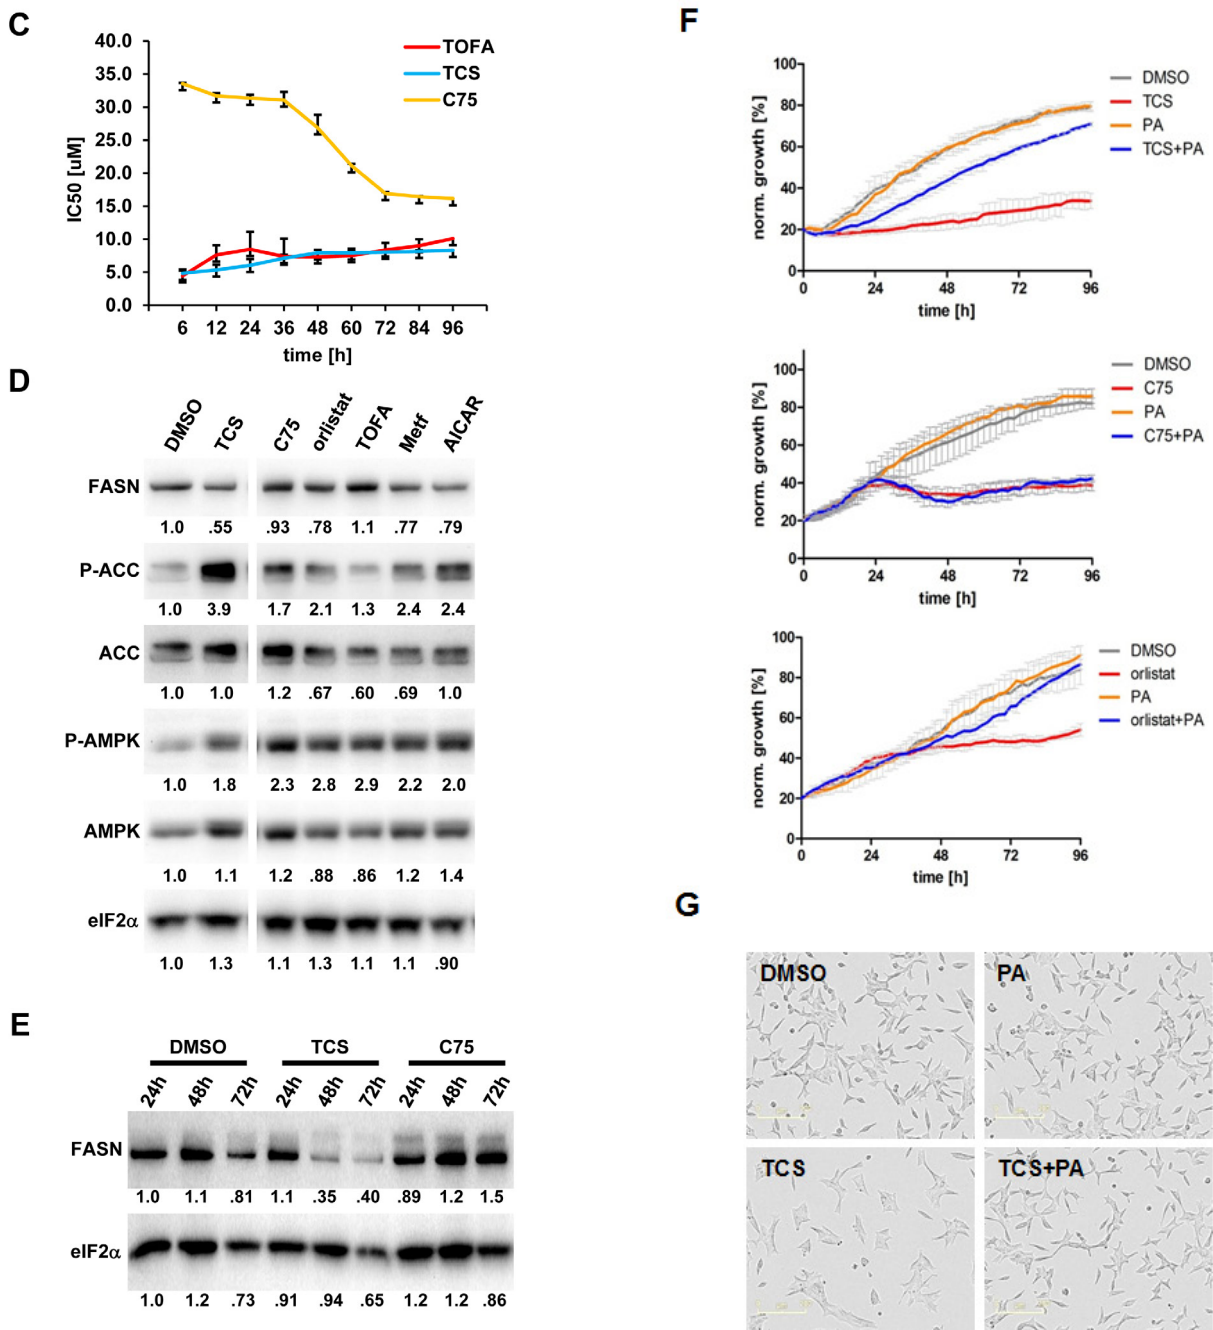 C
40.0
35.0
30.0
25.0
20.0
15.0
10.0
5.0
0.0
IC50 [uM]
6 12 24 36 48 60 72 84 96
time [h]
TOFA
TCS
C75
D
DMSO TCS C75 orlistat TOFA Metf AICAR
FASN
1.0 .55 .93 .78 1.1 .77 .79
P-ACC
1.0 3.9 1.7 2.1 1.3 2.4 2.4
ACC
1.0 1.0 1.2 .67 .60 .69 1.0
P-AMPK
1.0 1.8 2.3 2.8 2.9 2.2 2.0
AMPK
1.0 1.1 1.2 .88 .86 1.2 1.4
eIF2α
1.0 1.3 1.1 1.3 1.1 1.1 .90
E
DMSO TCS C75
24h 48h 72h 24h 48h 72h 24h 48h 72h
FASN
1.0 1.1 .81 1.1 .35 .40 .89 1.2 1.5
eIF2α
1.0 1.2 .73 .91 .94 .65 1.2 1.2 .86
F
100
80
60
40
20
0
norm. growth [%]
0 24 48 72 96
time [h]
DMSO
TCS
PA
TCS+PA
100
80
60
40
20
0
norm. growth [%]
0 24 48 72 96
time [h]
DMSO
C75
PA
C75+PA
100
80
60
40
20
0
norm. growth [%]
0 24 48 72 96
time [h]
DMSO
orlistat
PA
orlistat+PA
G
DMSO PA
TCS TCS+PA